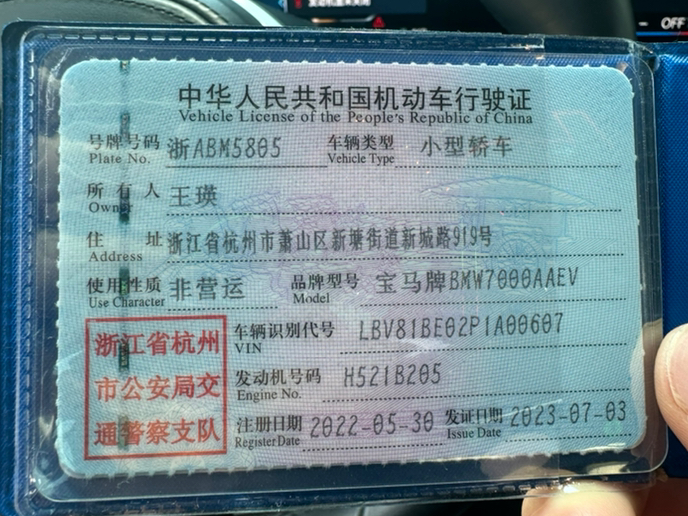 OFF
中华人民共和国机动车行驶证
Vehicle License of the People's Republic of China
号牌号码 浙ABM5805 车辆类型 小型轿车
Plate No. Vehicle Type
所有人 王瑛
Owner
住址 浙江省杭州市萧山区新塘街道新城路919号
Address
使用性质 非营运 品牌型号 宝马牌BMW7000AAEV
Use Character Model
浙江省杭州 车辆识别代号 LBV81BE02P1A00607
VIN
市公安局交 发动机号码 H521B205
Engine No.
通警察支队 注册日期 2022-05-30 发证日期 2023-07-03
Register Date Issue Date